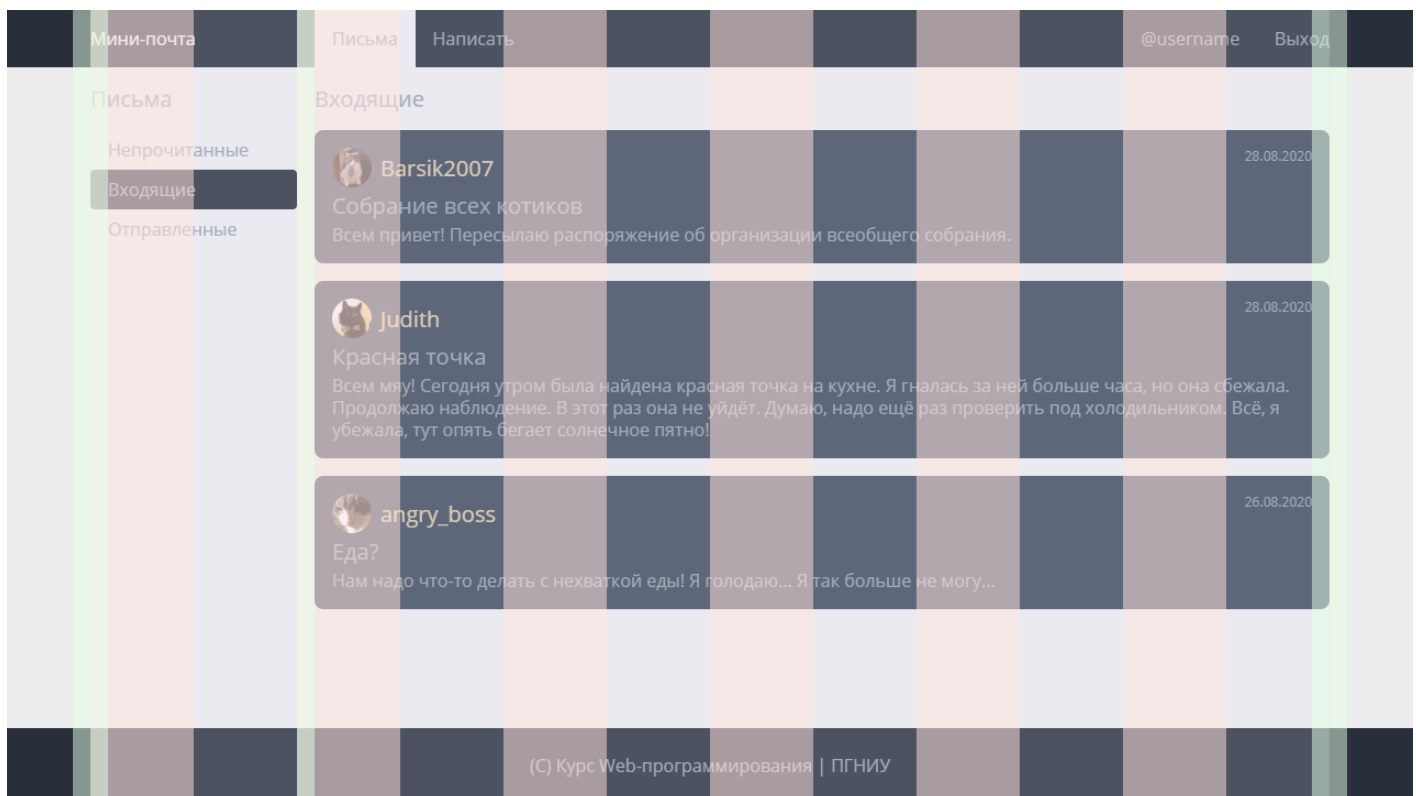 Мини-почта Письма Написать @username Выход
Письма
Непрочитанные
Входящие
Отправленные
Входящие
Barsik2007 28.08.2020
Собрание всех котиков
Всем привет! Пересылаю распоряжение об организации всеобщего собрания.
Judith 28.08.2020
Красная точка
Всем мяу! Сегодня утром была найдена красная точка на кухне. Я гналась за ней больше часа, но она сбежала.
Продолжаю наблюдение. В этот раз она не уйдёт. Думаю, надо ещё раз проверить под холодильником. Всё, я
убежала, тут опять бегает солнечное пятно!
angry_boss 26.08.2020
Еда?
Нам надо что-то делать с нехваткой еды! Я голодаю... Я так больше не могу...
(С) Курс Web-программирования | ПГНИУ